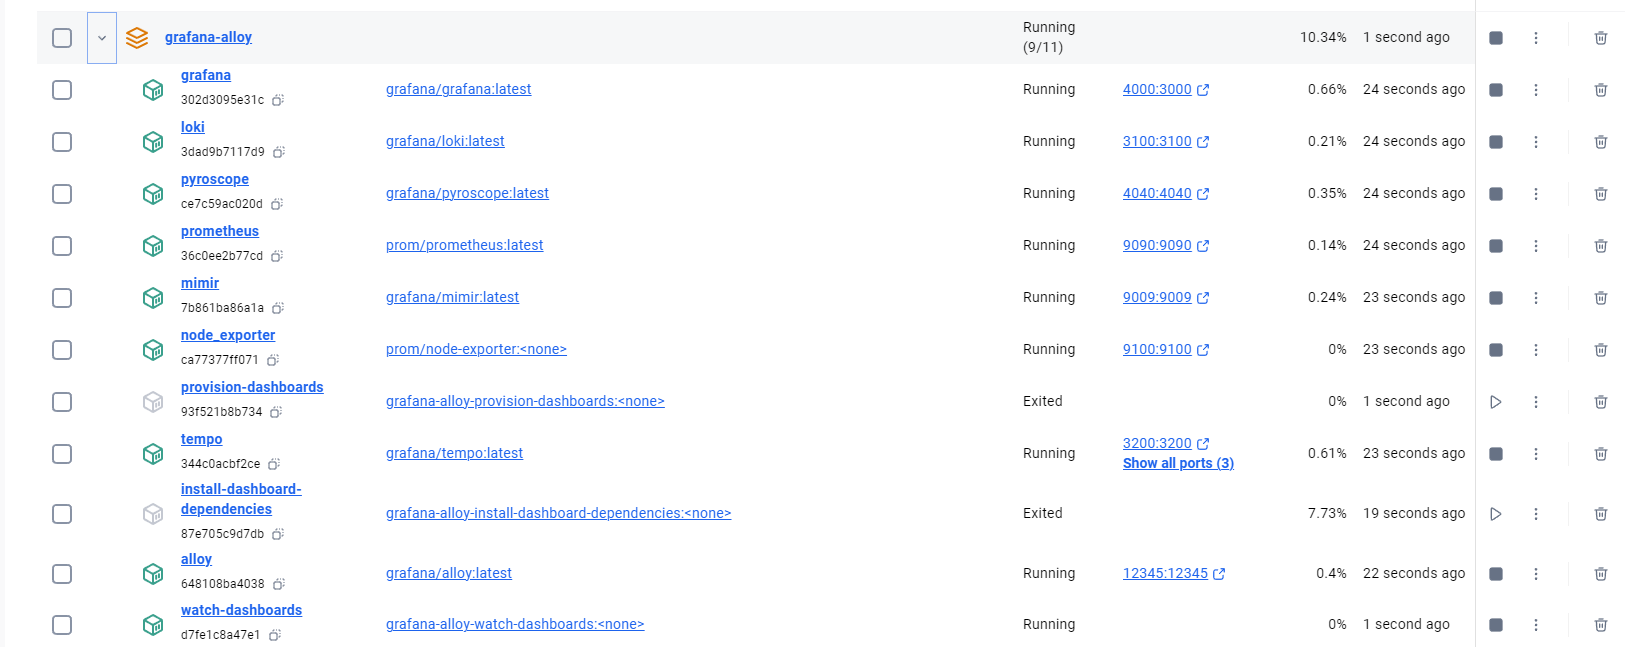 grafana-alloy Running 10.34% 1 second ago
(9/11)
grafana
302d3095e31c grafana/grafana:latest Running 4000:3000 0.66% 24 seconds ago
loki
3dad9b7117d9 grafana/loki:latest Running 3100:3100 0.21% 24 seconds ago
pyroscope
ce7c59ac020d grafana/pyroscope:latest Running 4040:4040 0.35% 24 seconds ago
prometheus
36c0ee2b77cd prom/prometheus:latest Running 9090:9090 0.14% 24 seconds ago
mimir
7b861ba86a1a grafana/mimir:latest Running 9009:9009 0.24% 23 seconds ago
node_exporter
ca77377ff071 prom/node-exporter:<none> Running 9100:9100 0% 23 seconds ago
provision-dashboards
93f521b8b734 grafana-alloy-provision-dashboards:<none> Exited 0% 1 second ago
tempo
344c0acbf2ce grafana/tempo:latest Running 3200:3200 0.61% 23 seconds ago
Show all ports (3)
install-dashboard-
dependencies
87e705c9d7db grafana-alloy-install-dashboard-dependencies:<none> Exited 7.73% 19 seconds ago
alloy
648108ba4038 grafana/alloy:latest Running 12345:12345 0.4% 22 seconds ago
watch-dashboards
d7fe1c8a47e1 grafana-alloy-watch-dashboards:<none> Running 0% 1 second ago